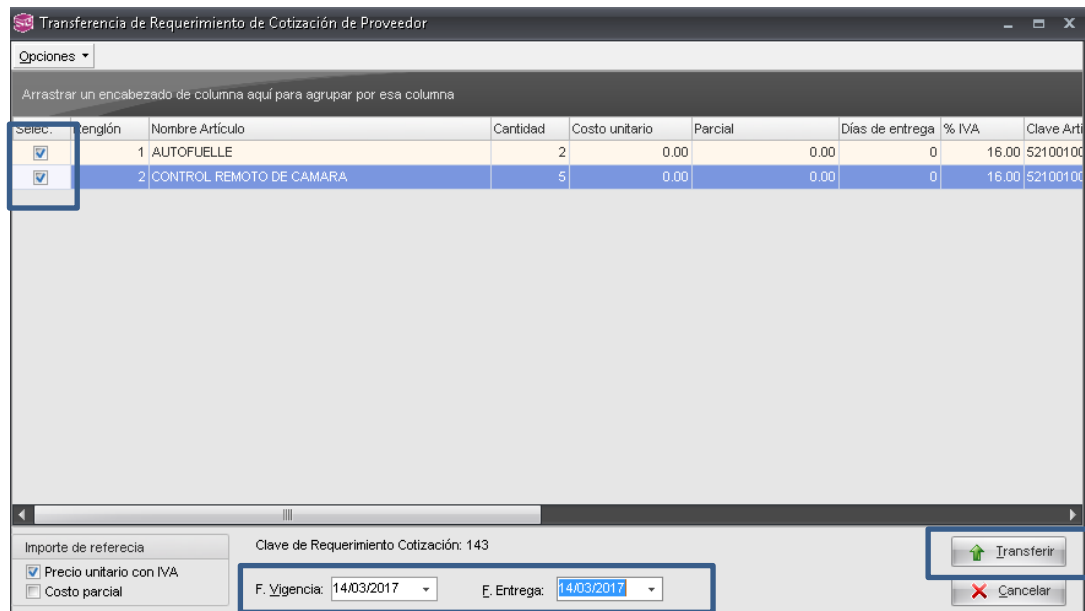 Transferencia de Requerimiento de Cotización de Proveedor
Opciones
Arrastrar un encabezado de columna aquí para agrupar por esa columna
Selec. Renglón Nombre Artículo Cantidad Costo unitario Parcial Días de entrega % IVA Clave Arti
1 AUTOFUELLE 2 0.00 0.00 0 16.00 52100100
2 CONTROL REMOTO DE CAMARA 5 0.00 0.00 0 16.00 52100100
Importe de referecia
Clave de Requerimiento Cotización: 143
Transferir
Precio unitario con IVA
Costo parcial
F. Vigencia: 14/03/2017 F. Entrega: 14/03/2017
Cancelar